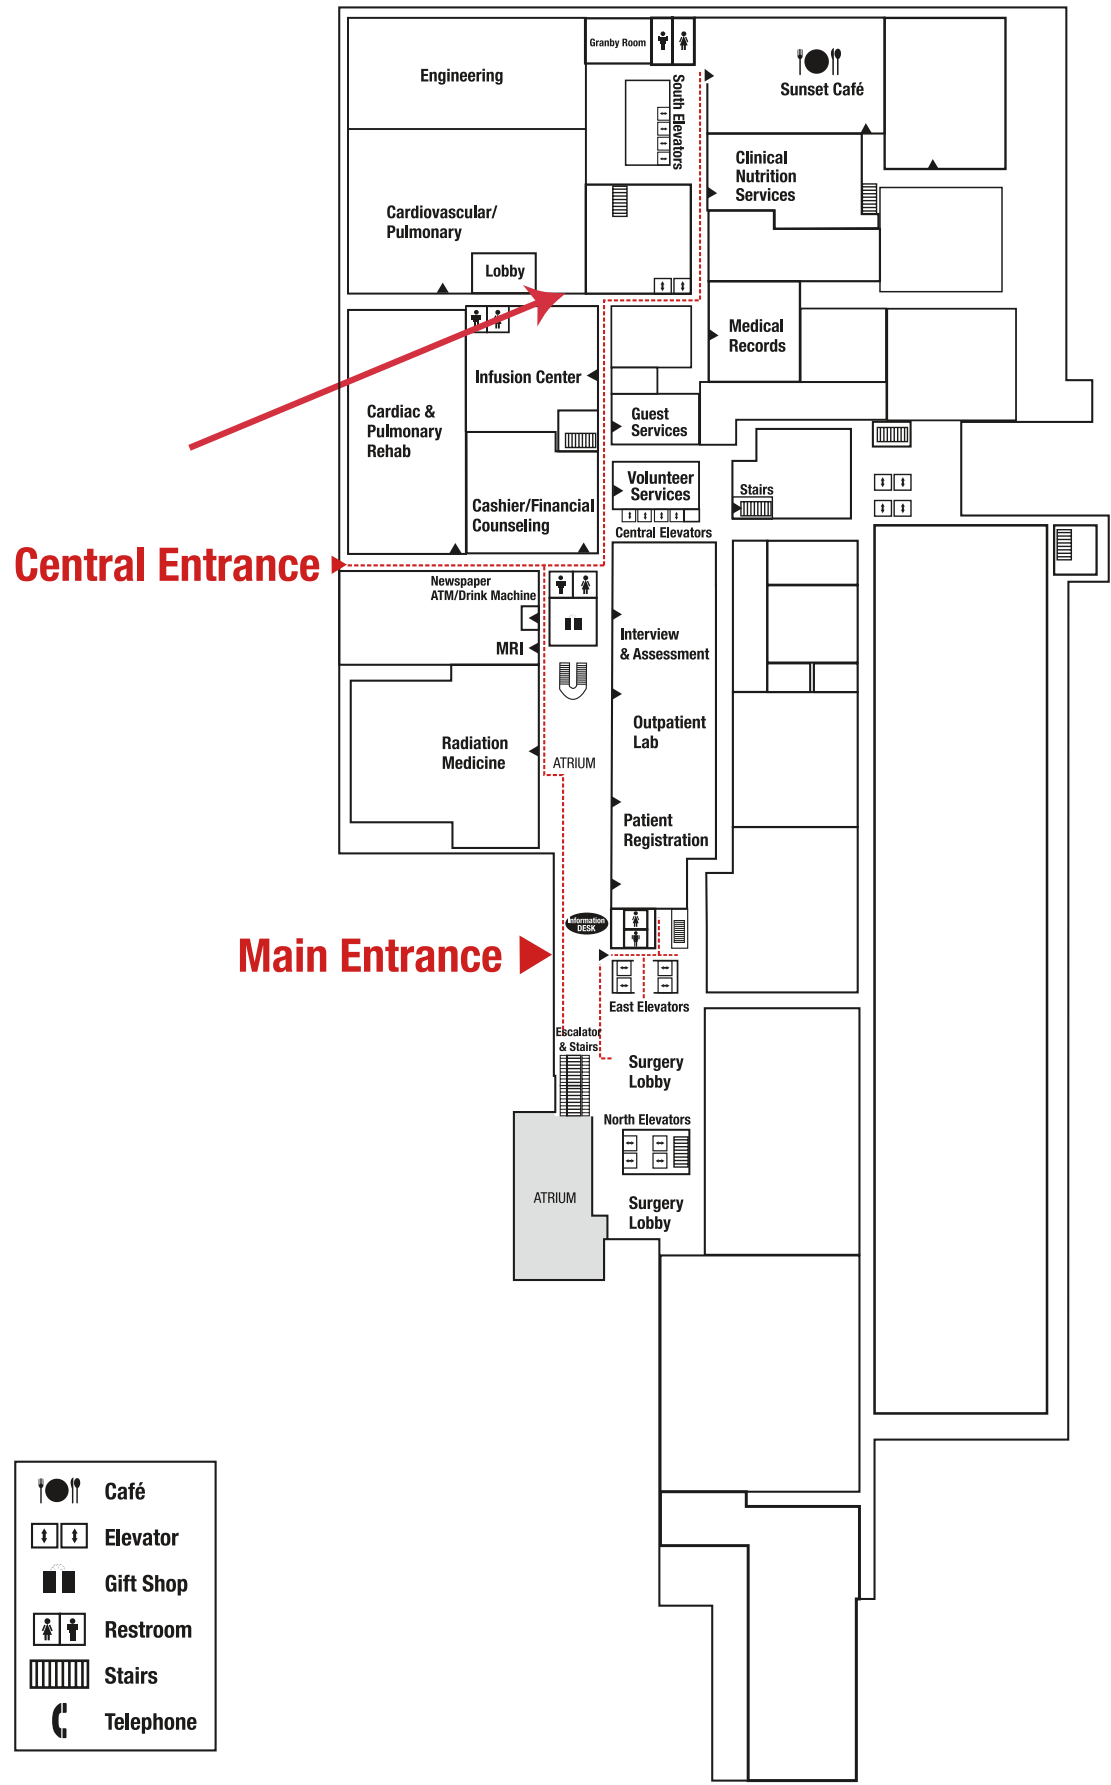 Granby Room
Engineering
South Elevators
Sunset Café
Clinical
Nutrition
Services
Cardiovascular/
Pulmonary
Lobby
Medical
Records
Infusion Center
Cardiac &
Pulmonary
Rehab
Guest
Services
Volunteer
Services
Stairs
Cashier/Financial
Counseling
Central Elevators
Central Entrance
Newspaper
ATM/Drink Machine
MRI
Interview
& Assessment
Outpatient
Lab
Radiation
Medicine
ATRIUM
Patient
Registration
Information
DESK
Main Entrance
East Elevators
Escalator
& Stairs
Surgery
Lobby
North Elevators
ATRIUM
Surgery
Lobby
Café
Elevator
Gift Shop
Restroom
Stairs
Telephone